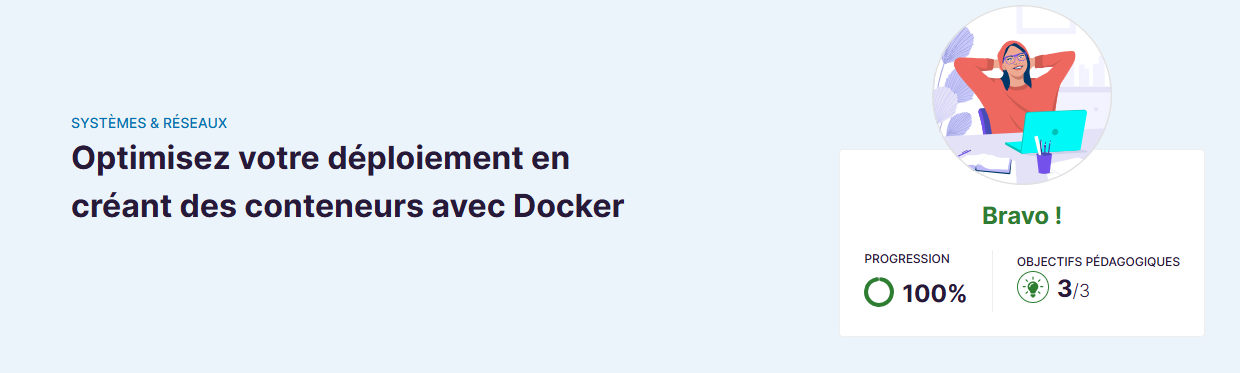 SYSTÈMES & RÉSEAUX
Optimisez votre déploiement en
créant des conteneurs avec Docker
Bravo !
PROGRESSION
100%
OBJECTIFS PÉDAGOGIQUES
3/3